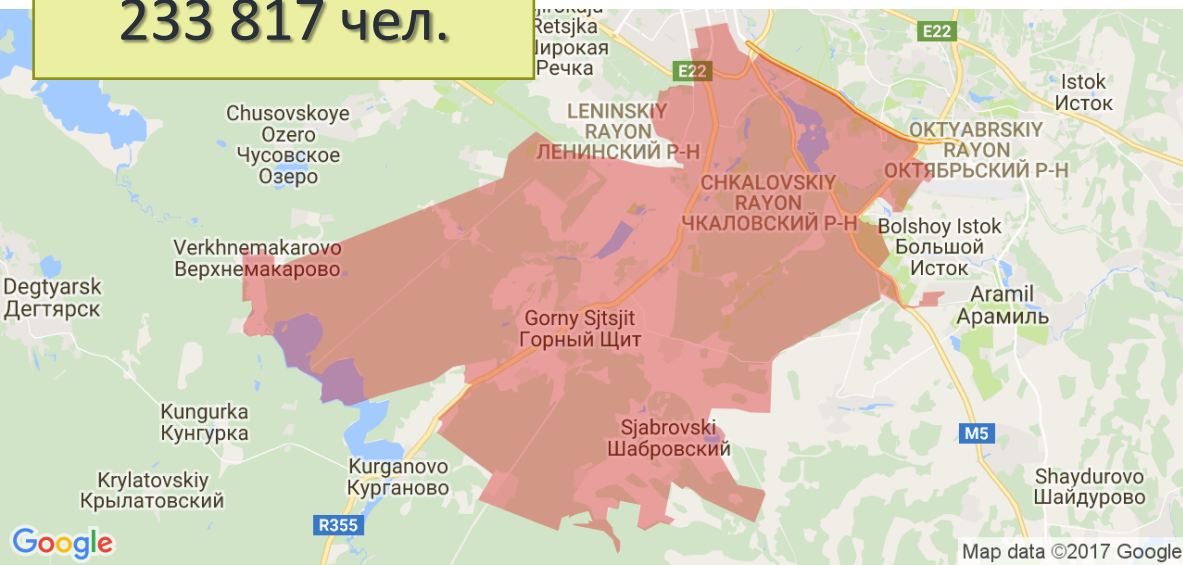 233 817 чел.
Retsjka
Широкая
Речка
E22
E22
Istok
Исток
Chusovskoye
Ozero
Чусовское
Озеро
LENINSKIY
RAYON
ЛЕНИНСКИЙ Р-Н
OKTYABRSKIY
RAYON
ОКТЯБРЬСКИЙ Р-Н
CHKALOVSKIY
RAYON
ЧКАЛОВСКИЙ Р-Н
Bolshoy Istok
Большой
Исток
Verkhnemakarovo
Верхнемакарово
Degtyarsk
Дегтярск
Aramil
Арамиль
Gorny Sjtsjit
Горный Щит
Kungurka
Кунгурка
Sjabrovski
Шабровский
M5
Krylatovskiy
Крылатовский
Kurganovo
Курганово
Shaydurovo
Шайдурово
R355
Google
Map data ©2017 Google